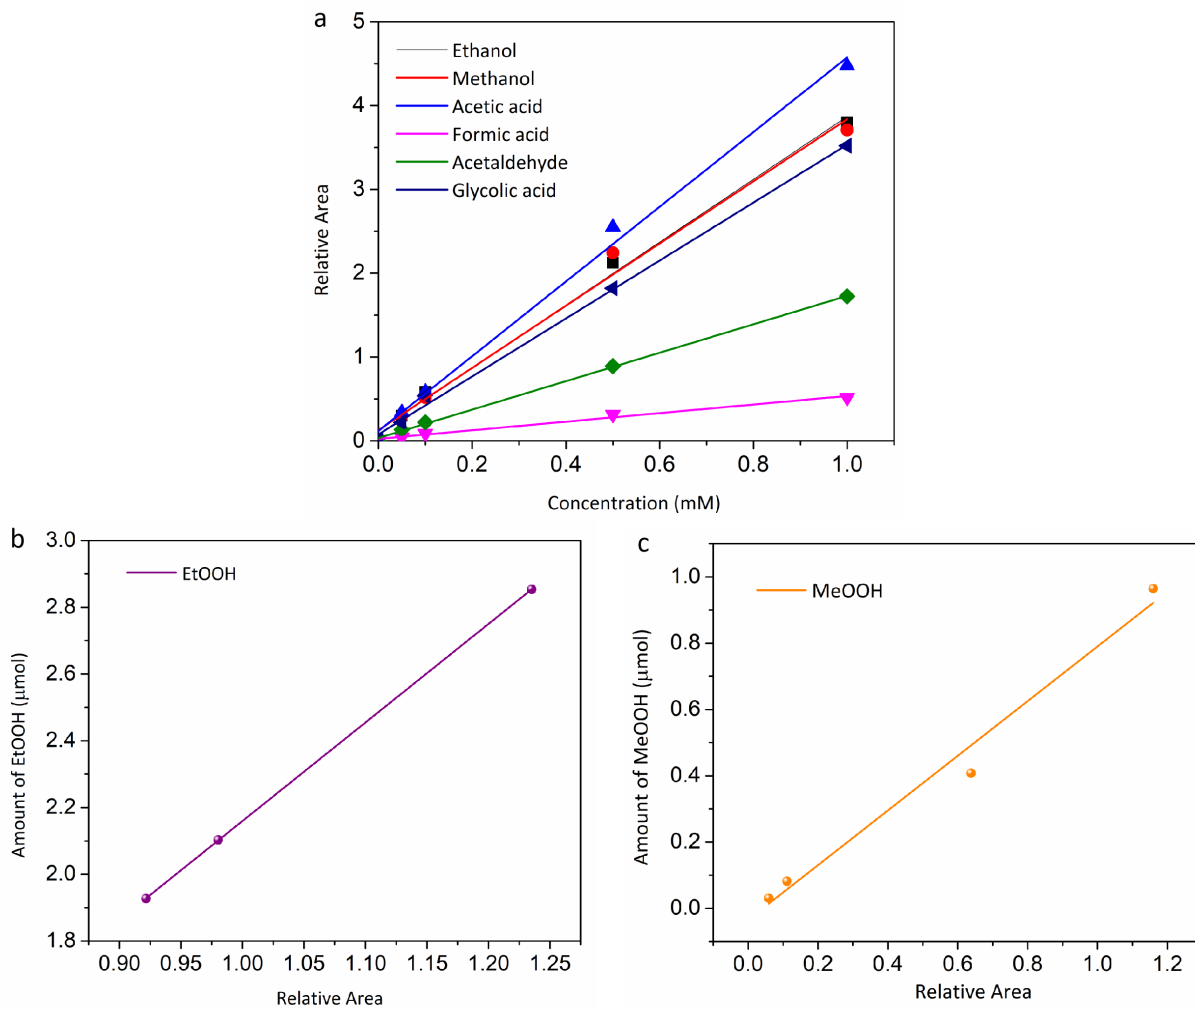 a
Ethanol
Methanol
Acetic acid
Formic acid
Acetaldehyde
Glycolic acid
5
4
3
2
1
0
Relative Area
0.0 0.2 0.4 0.6 0.8 1.0
Concentration (mM)
b
EtOOH
3.0
2.8
2.6
2.4
2.2
2.0
1.8
Amount of EtOOH (μmol)
0.90 0.95 1.00 1.05 1.10 1.15 1.20 1.25
Relative Area
c
MeOOH
1.0
0.8
0.6
0.4
0.2
0.0
Amount of MeOOH (μmol)
0.0 0.2 0.4 0.6 0.8 1.0 1.2
Relative Area